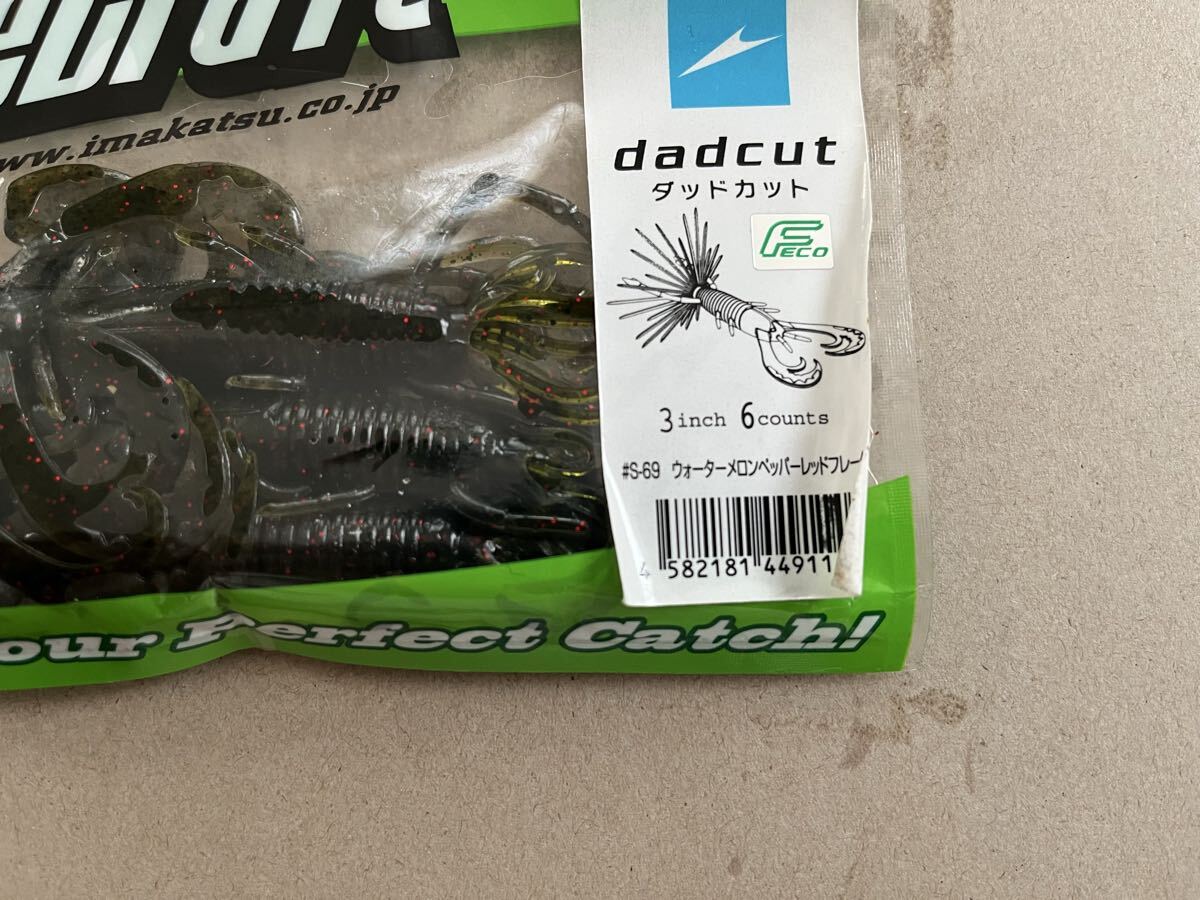 www.imakatsu.co.jp
dadcut
ダッドカット
FS
ECO
3inch 6counts
#S-69 ウォーターメロンペッパーレッドフレー
4 582181 44911
our Perfect Catch!